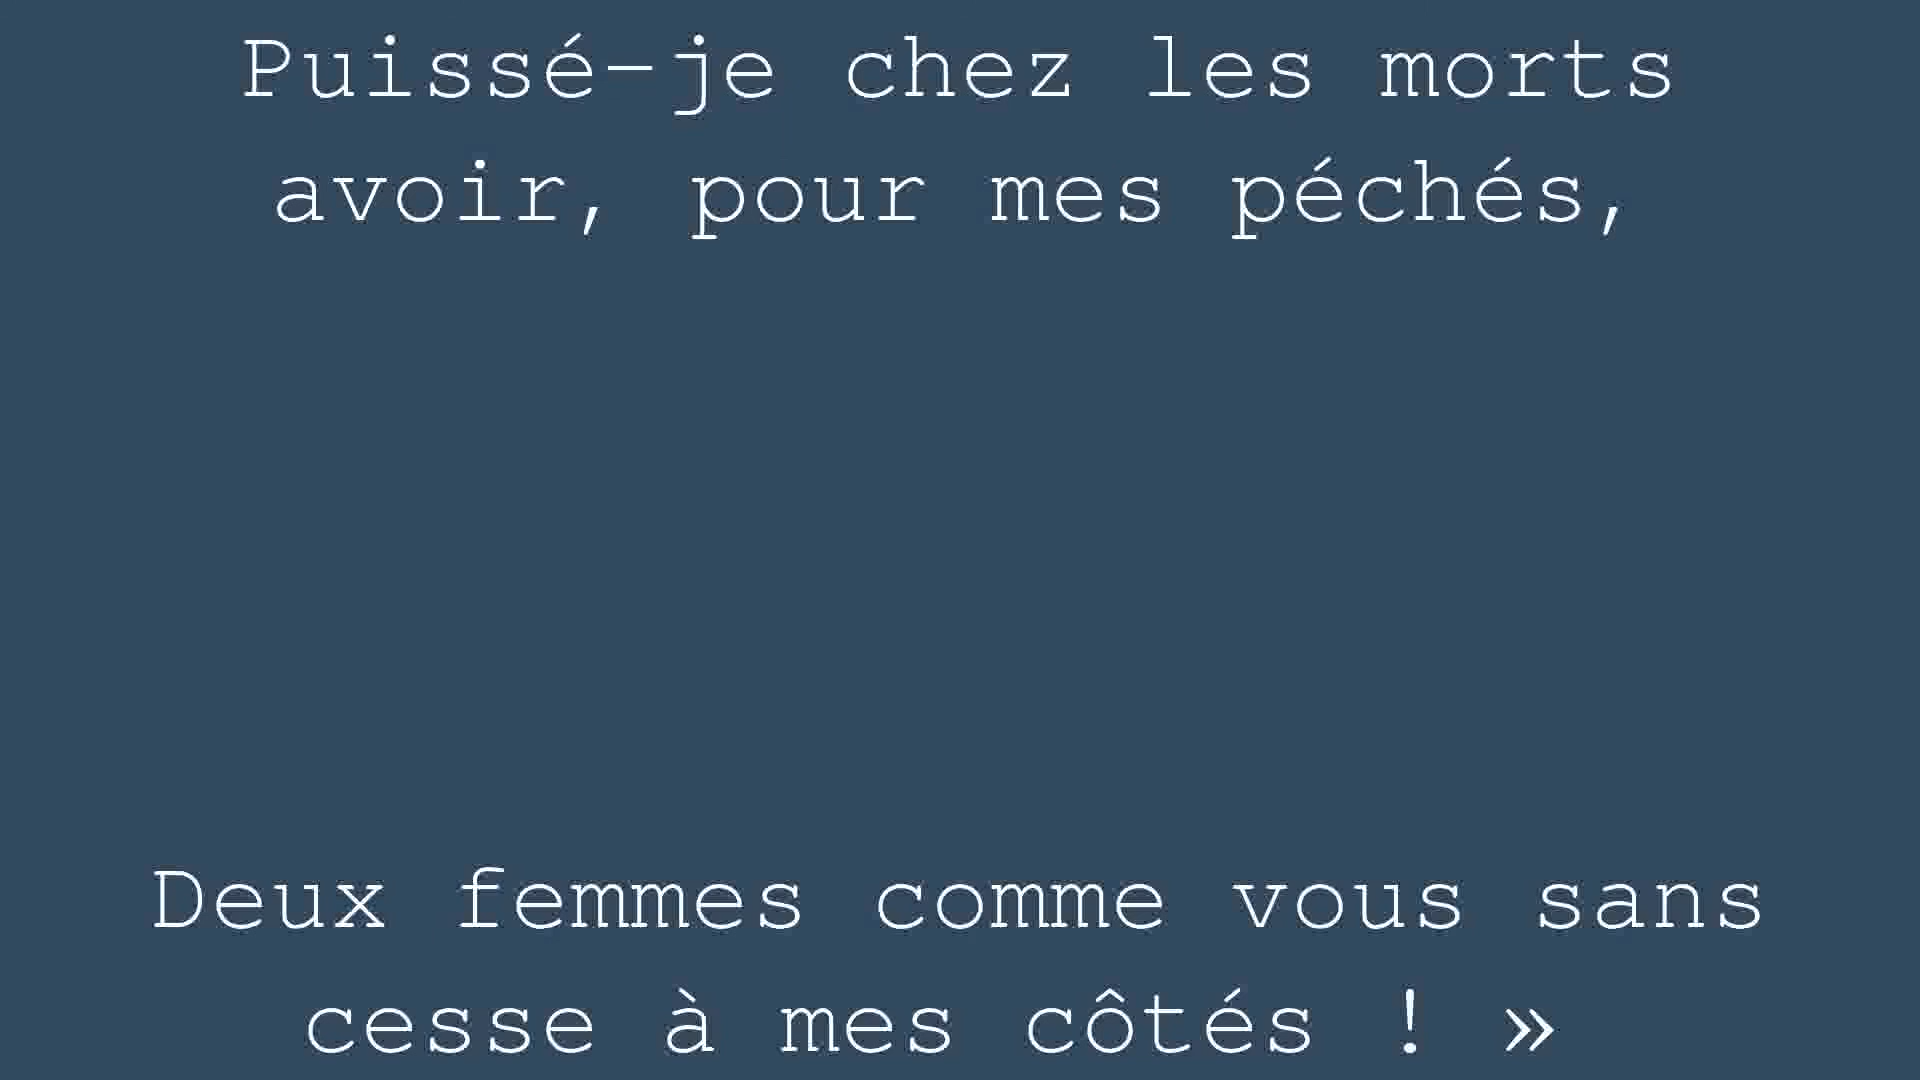 Puissé-je chez les morts
avoir, pour mes péchés,
Deux femmes comme vous sans
cesse à mes côtés ! »